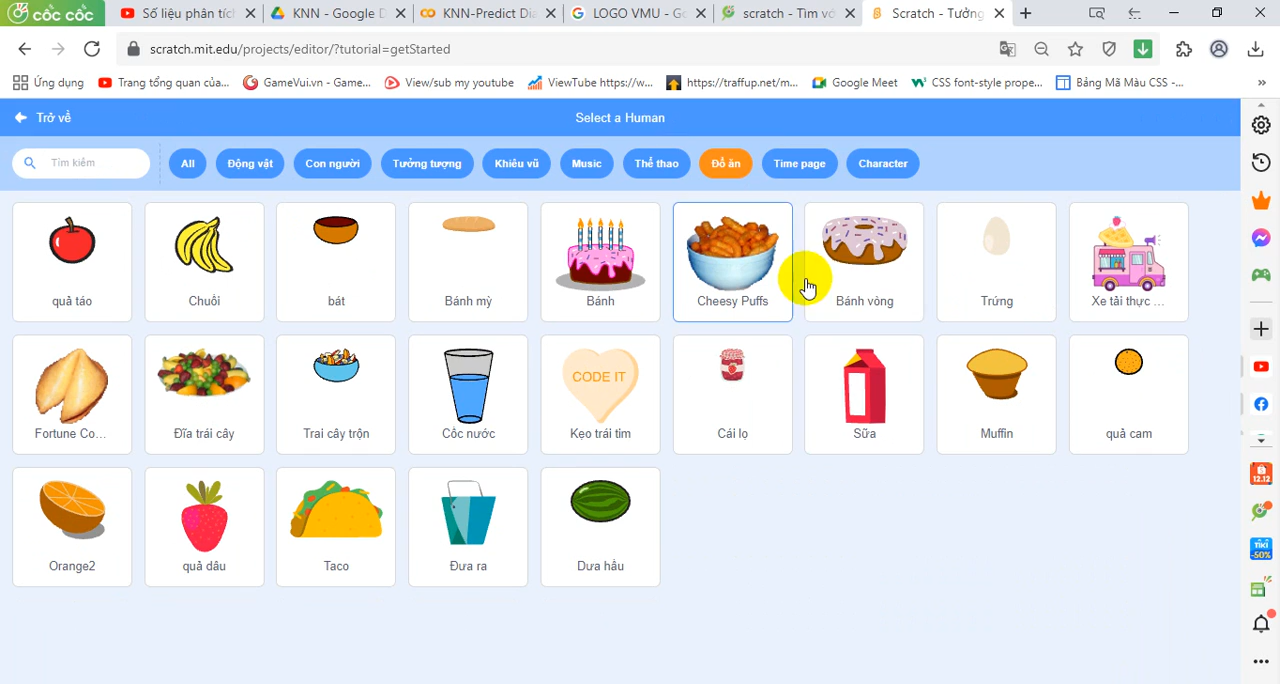 cốc cốc
Số liệu phân tích
KNN - Google D
KNN-Predict Dia
LOGO VMU - Go
scratch - Tìm với
Scratch - Tưởng
scratch.mit.edu/projects/editor/?tutorial=getStarted
Ứng dụng
Trang tổng quan của...
GameVui.vn - Game...
View/sub my youtube
ViewTube https://w...
https://traffup.net/m...
Google Meet
CSS font-style prope...
Bảng Mã Màu CSS -...
Trở về
Select a Human
Tìm kiếm
All
Động vật
Con người
Tưởng tượng
Khiêu vũ
Music
Thể thao
Đồ ăn
Time page
Character
quả táo
Chuối
bát
Bánh mỳ
Bánh
Cheesy Puffs
Bánh vòng
Trứng
Xe tải thực ...
CODE IT
Fortune Co...
Đĩa trái cây
Trai cây trộn
Cốc nước
Kẹo trái tim
Cái lọ
Sữa
Muffin
quả cam
Orange2
quả dâu
Taco
Đưa ra
Dưa hấu
12.12
TIKI
-50%